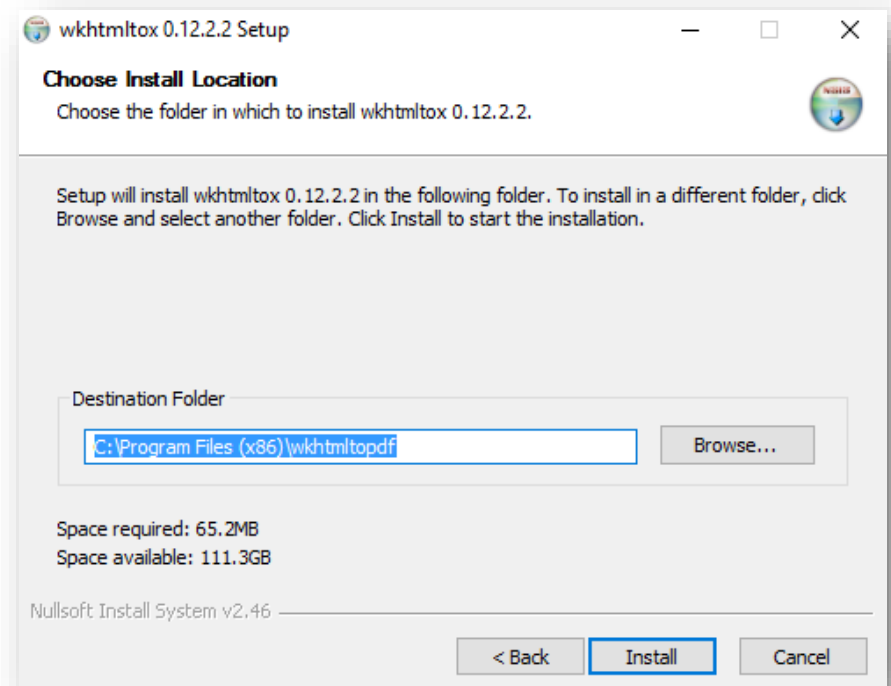 wkhtmltox 0.12.2.2 Setup
Choose Install Location
Choose the folder in which to install wkhtmltox 0.12.2.2.
Setup will install wkhtmltox 0.12.2.2 in the following folder. To install in a different folder, click
Browse and select another folder. Click Install to start the installation.
Destination Folder
C:\Program Files (x86)\wkhtmltopdf
Browse...
Space required: 65.2MB
Space available: 111.3GB
Nullsoft Install System v2.46
< Back
Install
Cancel